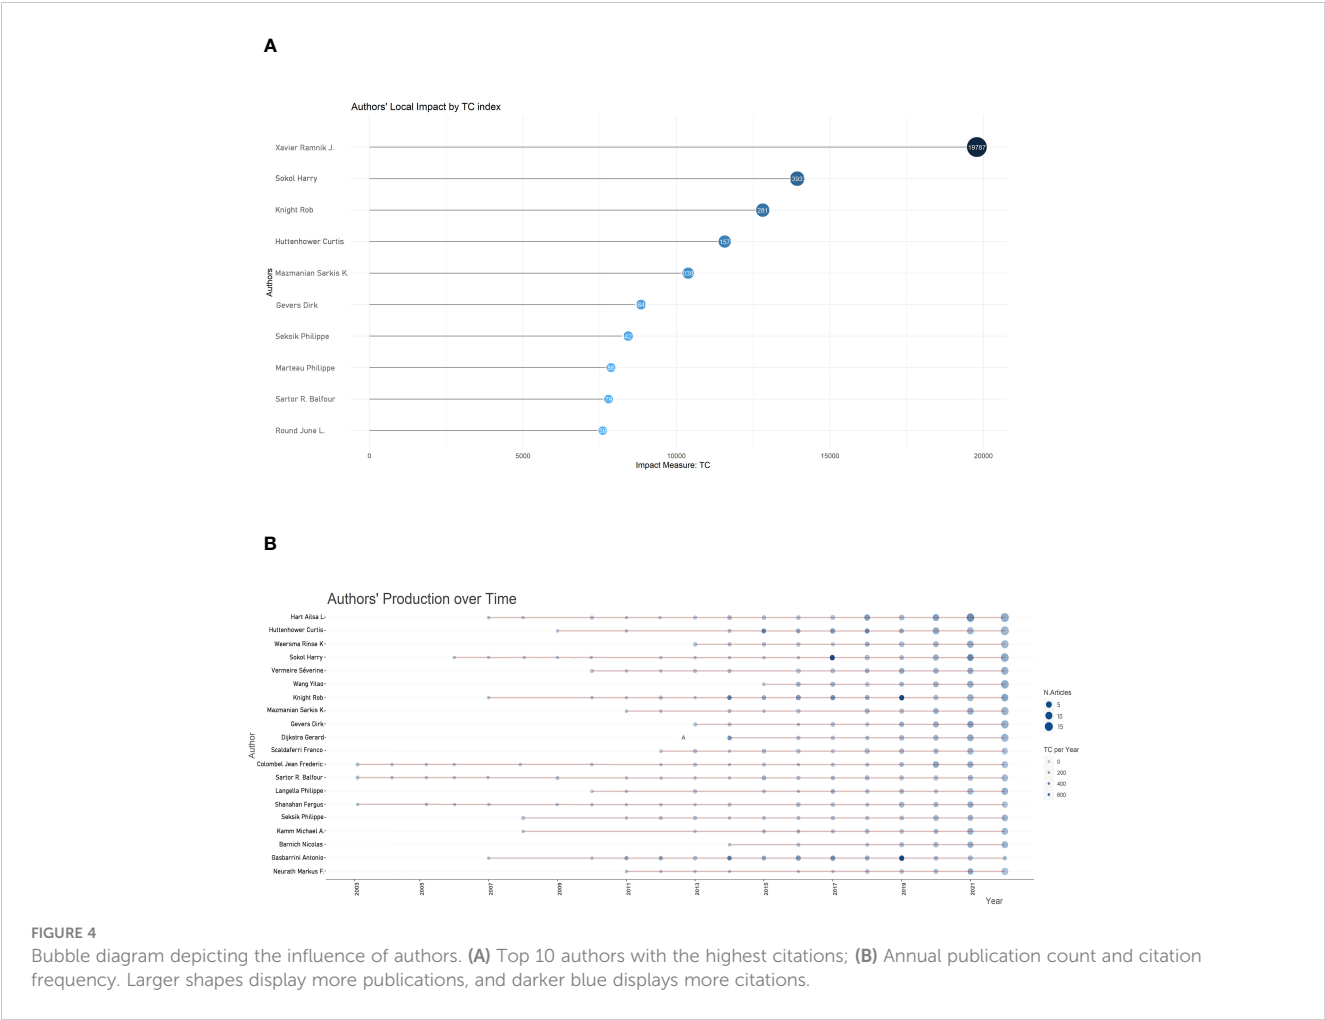 A
Authors' Local Impact by TC index
Xavier Ramnik J.
19787
Sokol Harry
Knight Rob
Huttenhower Curtis
Mazmanian Sarkis K.
Gevers Dirk
Seksik Philippe
Marteau Philippe
Sartor R. Balfour
Round June L.
Authors
0 5000 10000 15000 20000
Impact Measure: TC
B
Authors' Production over Time
Hart Ailsa L
Huttenhower Curtis
Weersma Rinse K
Sokol Harry
Vermeire Séverine
Wang Yitao
Knight Rob
Mazmanian Sarkis K.
Gevers Dirk
Dijkstra Gerard
A
Scaldaferri Franco
Colombel Jean Frederic
Sartor R. Balfour
Langella Philippe
Shanahan Fergus
Seksik Philippe
Kamm Michael A.
Barnich Nicolas
Gasbarrini Antonio
Neurath Markus F.
Author
2003 2005 2007 2009 2011 2013 2015 2017 2019 2021
Year
N.Articles
5
10
15
TC per Year
0
200
400
600
FIGURE 4
Bubble diagram depicting the influence of authors. (A) Top 10 authors with the highest citations; (B) Annual publication count and citation
frequency. Larger shapes display more publications, and darker blue displays more citations.